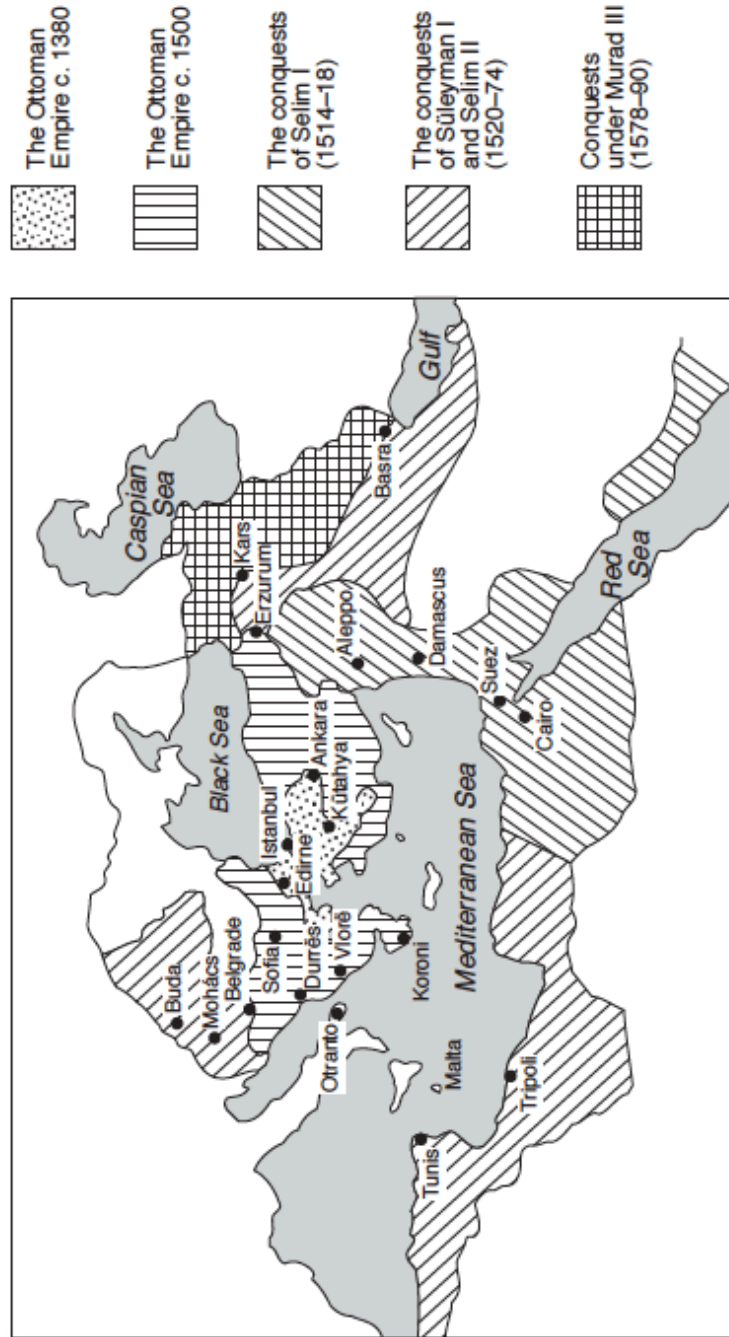 The Ottoman
Empire c. 1380
The Ottoman
Empire c. 1500
The conquests
of Selim I
(1514–18)
The conquests
of Süleyman I
and Selim II
(1520–74)
Conquests
under Murad III
(1578–90)
Caspian
Sea
Black Sea
Buda
Mohács
Belgrade
Sofia
Durrës
Vlorë
Otranto
Koroni
Istanbul
Edirne
Ankara
Kütahya
Erzurum
Kars
Aleppo
Damascus
Basra
Gulf
Mediterranean Sea
Malta
Tunis
Tripoli
Suez
Cairo
Red
Sea